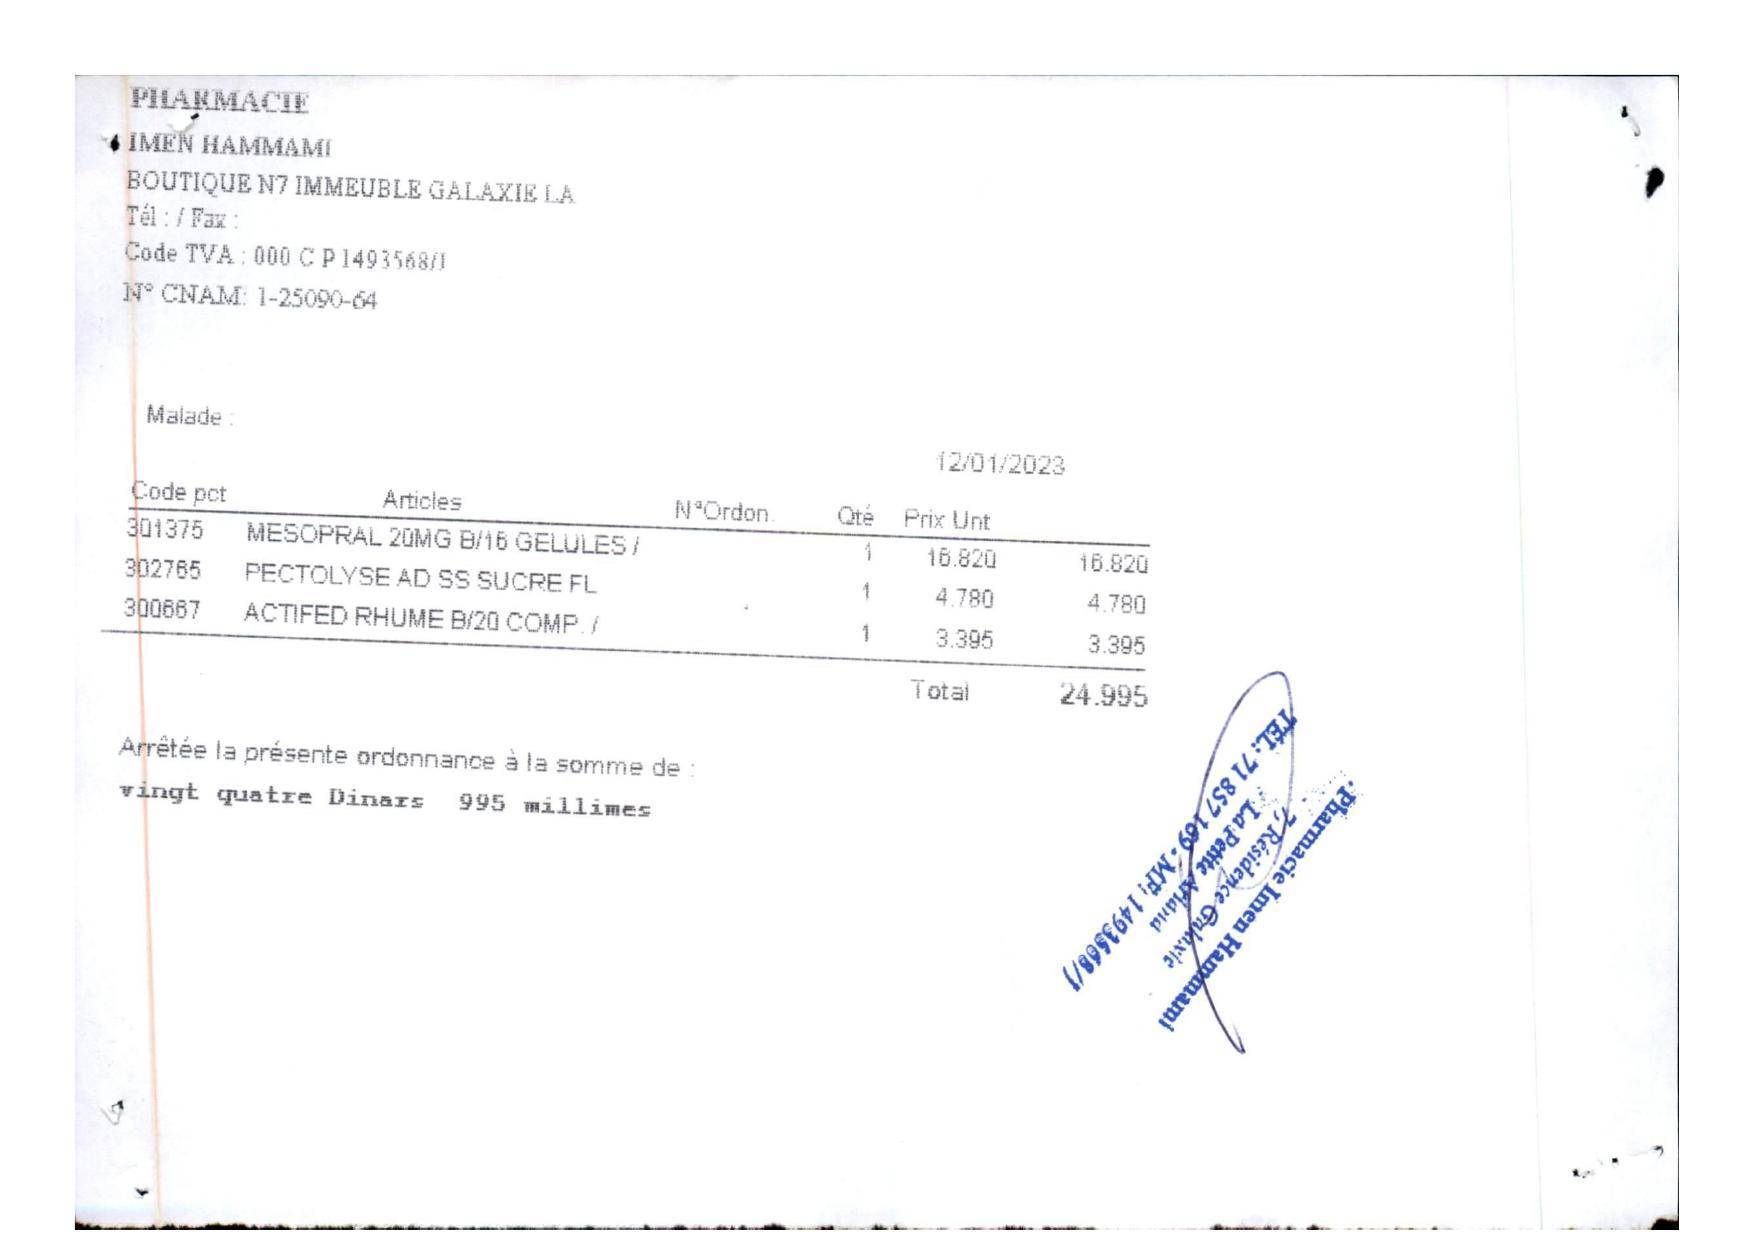 PHARMACIE
IMEN HAMMAMI
BOUTIQUE N7 IMMEUBLE GALAXIE LA
Tél : / Fax :
Code TVA : 000 C P 1493568/J
N° CNAM: 1-25090-64
Malade :
12/01/2023
Code pct Articles N°Ordon. Qté Prix Unt
301375 MESOPRAL 20MG B/16 GELULES / 1 16.820 16.820
302765 PECTOLYSE AD SS SUCRE FL 1 4.780 4.780
300667 ACTIFED RHUME B/20 COMP. / 1 3.395 3.395
Total 24.995
Arrêtée la présente ordonnance à la somme de :
vingt quatre Dinars 995 millimes
Pharmacie Imen Hammami
7, Résidence Galaxie
La Petite Ariana
TÉL: 71 857 169 - MF: 1493568/J